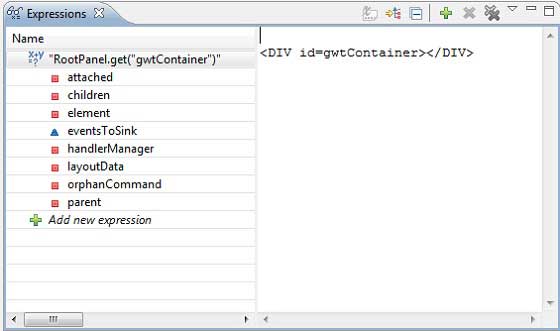 Expressions
Name
"RootPanel.get("gwtContainer")"
attached
children
element
eventsToSink
handlerManager
layoutData
orphanCommand
parent
Add new expression
<DIV id=gwtContainer></DIV>